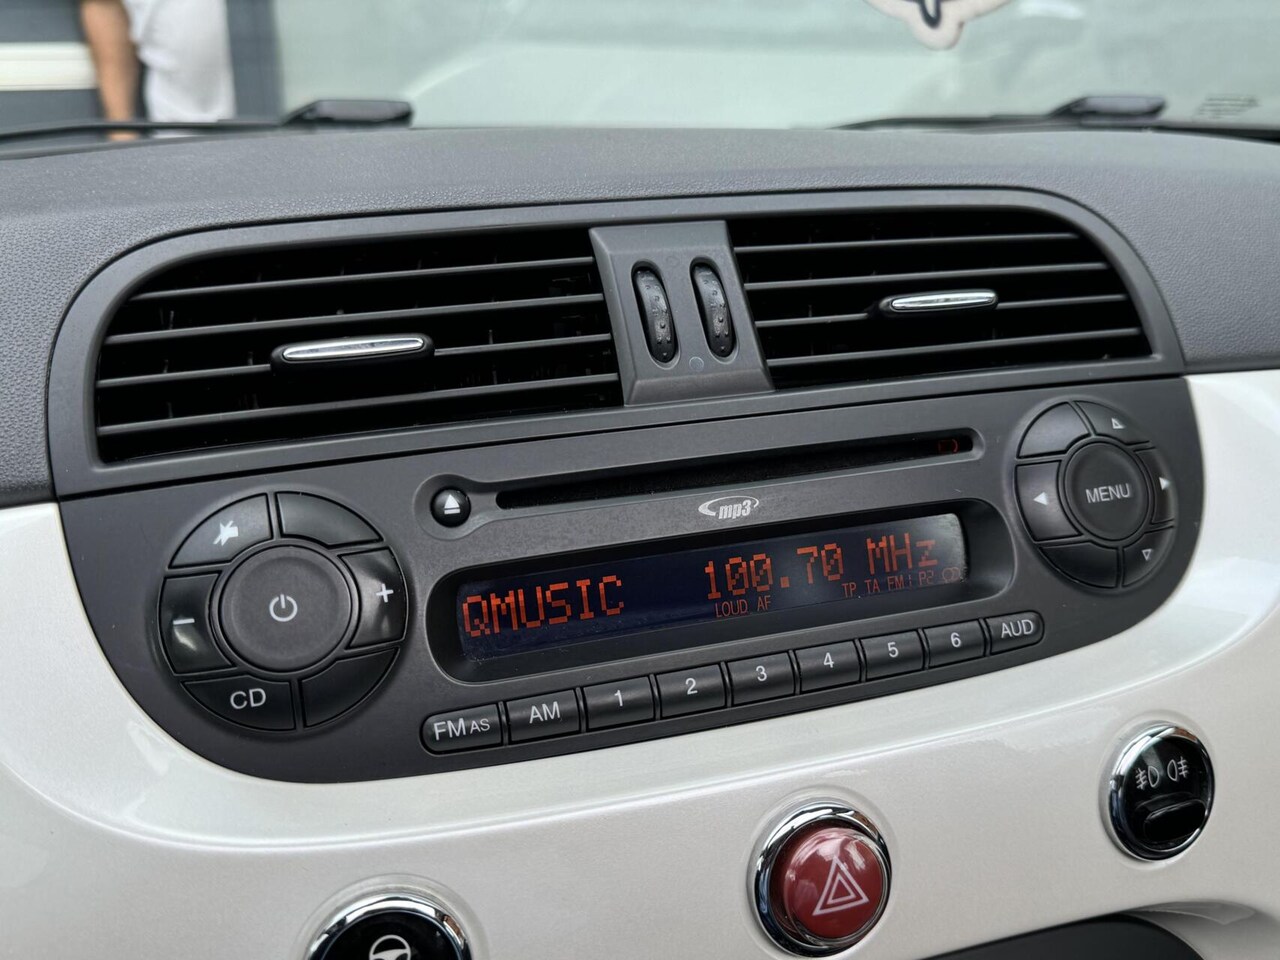 mp3
MENU
QMUSIC 100.70 MHz
LOUD AF TP TA FM1 P2
CD
FM AS AM 1 2 3 4 5 6 AUD